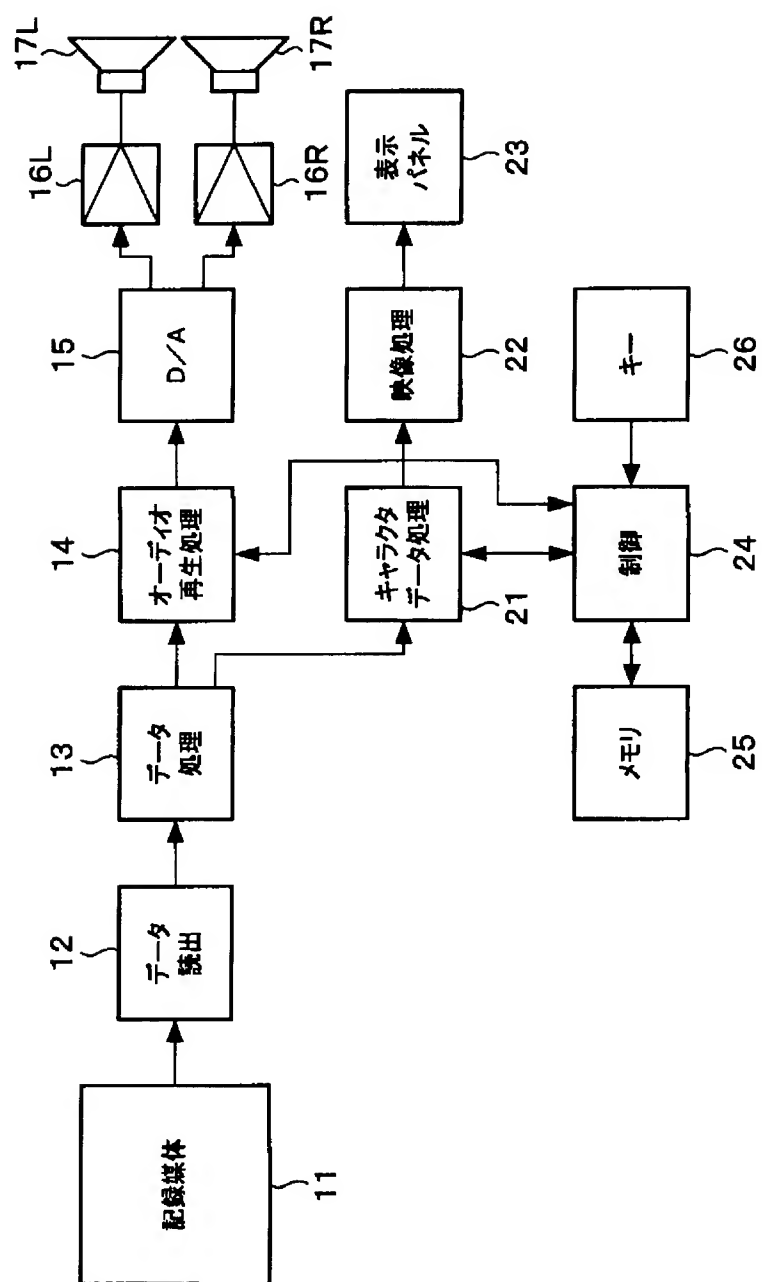 記録媒体
11
データ
読出
12
データ
処理
13
オーディオ
再生処理
14
D/A
15
16L
16R
17L
17R
キャラクタ
データ処理
21
映像処理
22
表示
パネル
23
メモリ
25
制御
24
キー
26